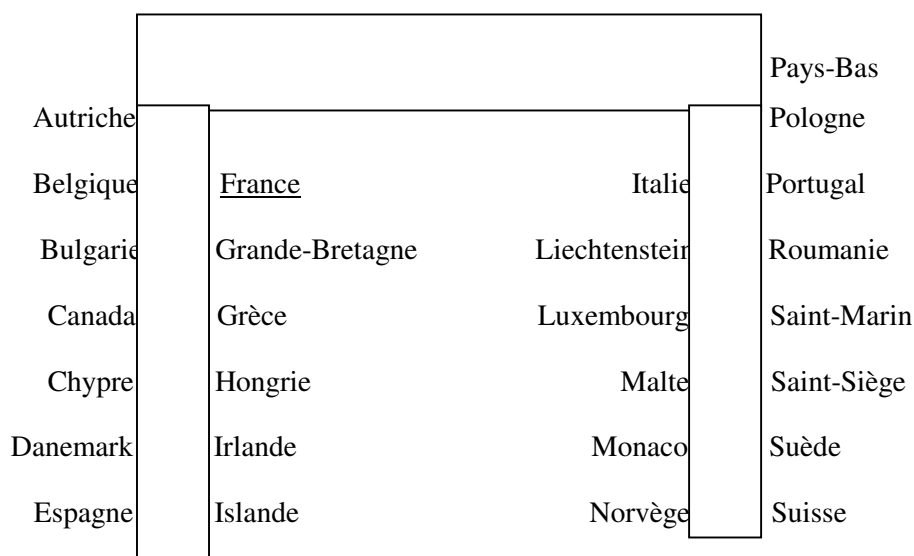 Pays-Bas
Autriche Pologne
Belgique France Italie Portugal
Bulgarie Grande-Bretagne Liechtenstein Roumanie
Canada Grèce Luxembourg Saint-Marin
Chypre Hongrie Malte Saint-Siège
Danemark Irlande Monaco Suède
Espagne Islande Norvège Suisse